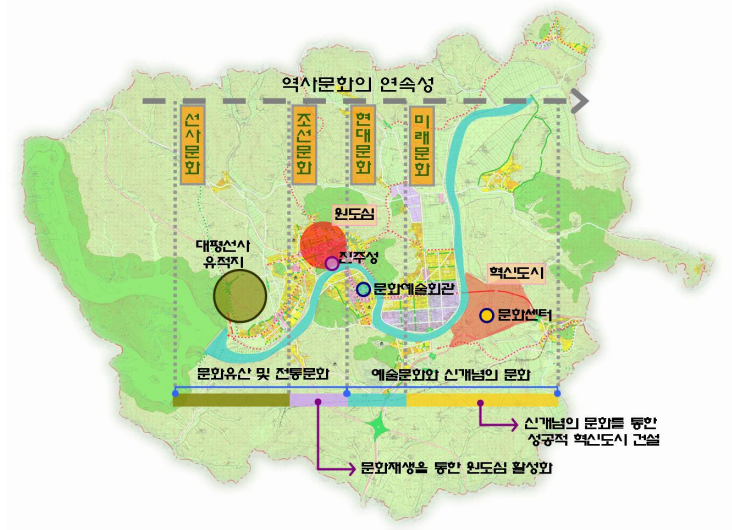 역사문화의 연속성
선사문화
조선문화
현대문화
미래문화
원도심
대평선사
유적지
진주성
혁신도시
문화예술회관
문화센터
문화유산 및 전통문화
예술문화화 신개념의 문화
신개념의 문화를 통한
성공적 혁신도시 건설
문화재생을 통한 원도심 활성화